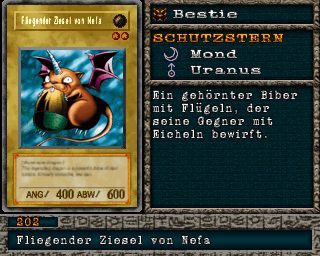 Fliegender Ziesel von Nefa
ANG/ 400 ABW/ 600
Bestie
SCHUTZSTERN
Mond
Uranus
Ein gehörnter Biber
mit Flügeln, der
seine Gegner mit
Eicheln bewirft.
202
Fliegender Ziesel von Nefa